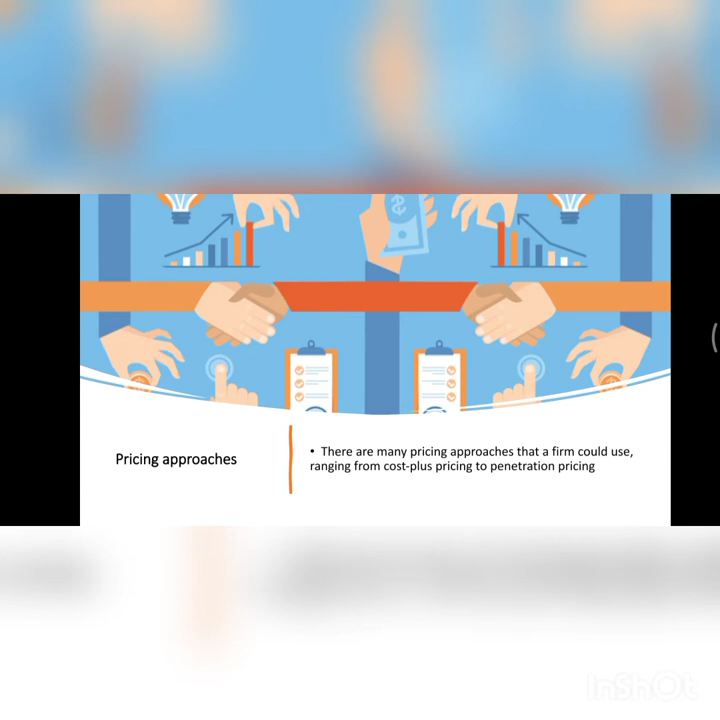 Pricing approaches
• There are many pricing approaches that a firm could use,
ranging from cost-plus pricing to penetration pricing
InShOt